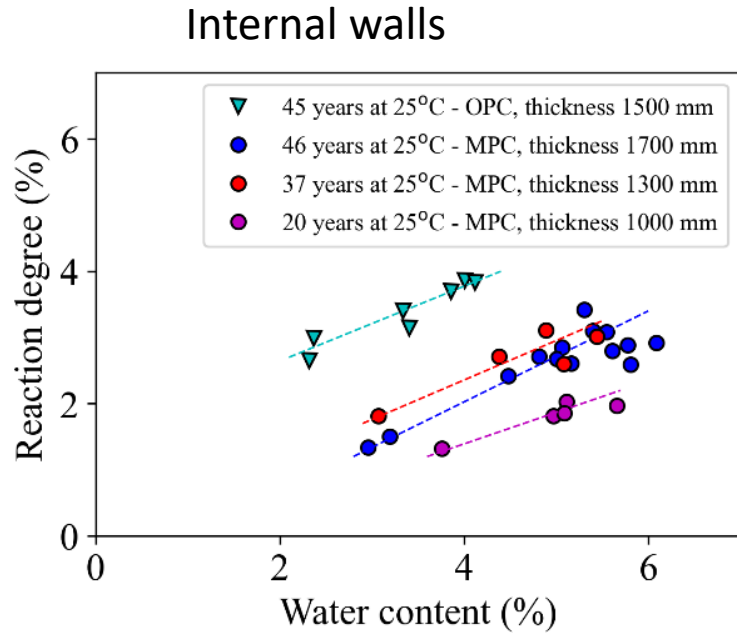 Internal walls
45 years at 25°C - OPC, thickness 1500 mm
46 years at 25°C - MPC, thickness 1700 mm
37 years at 25°C - MPC, thickness 1300 mm
20 years at 25°C - MPC, thickness 1000 mm
Reaction degree (%)
6
4
2
0
0 2 4 6
Water content (%)